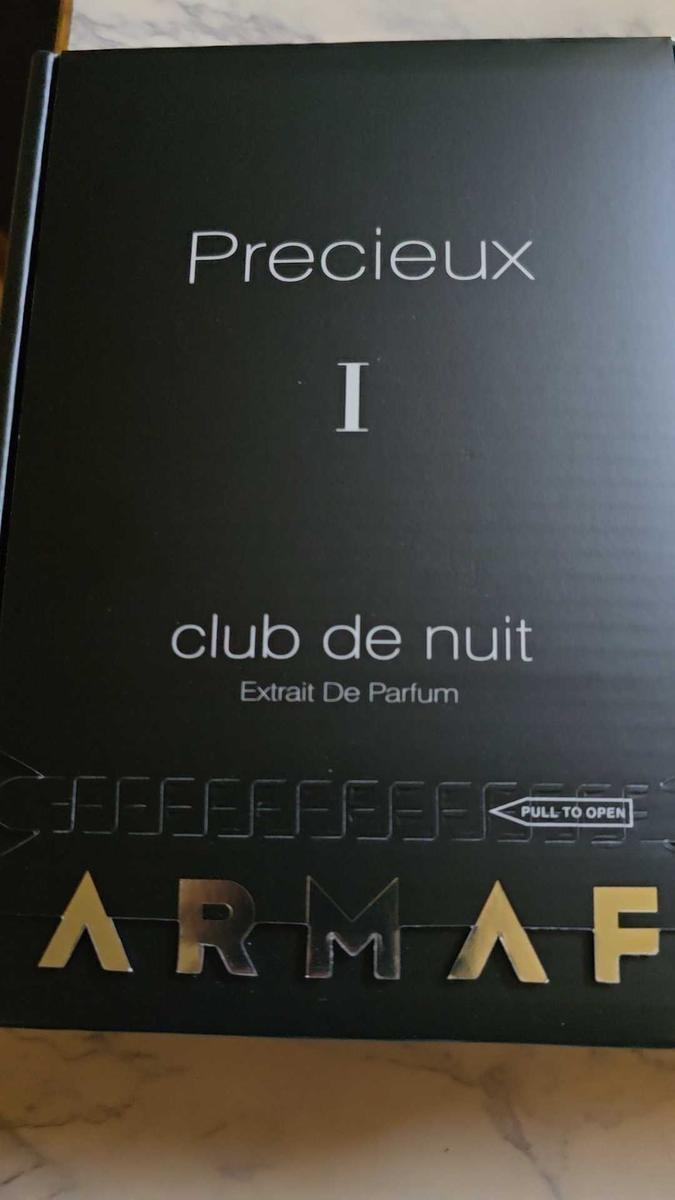 Precieux
I
club de nuit
Extrait De Parfum
PULL TO OPEN
ARMAF